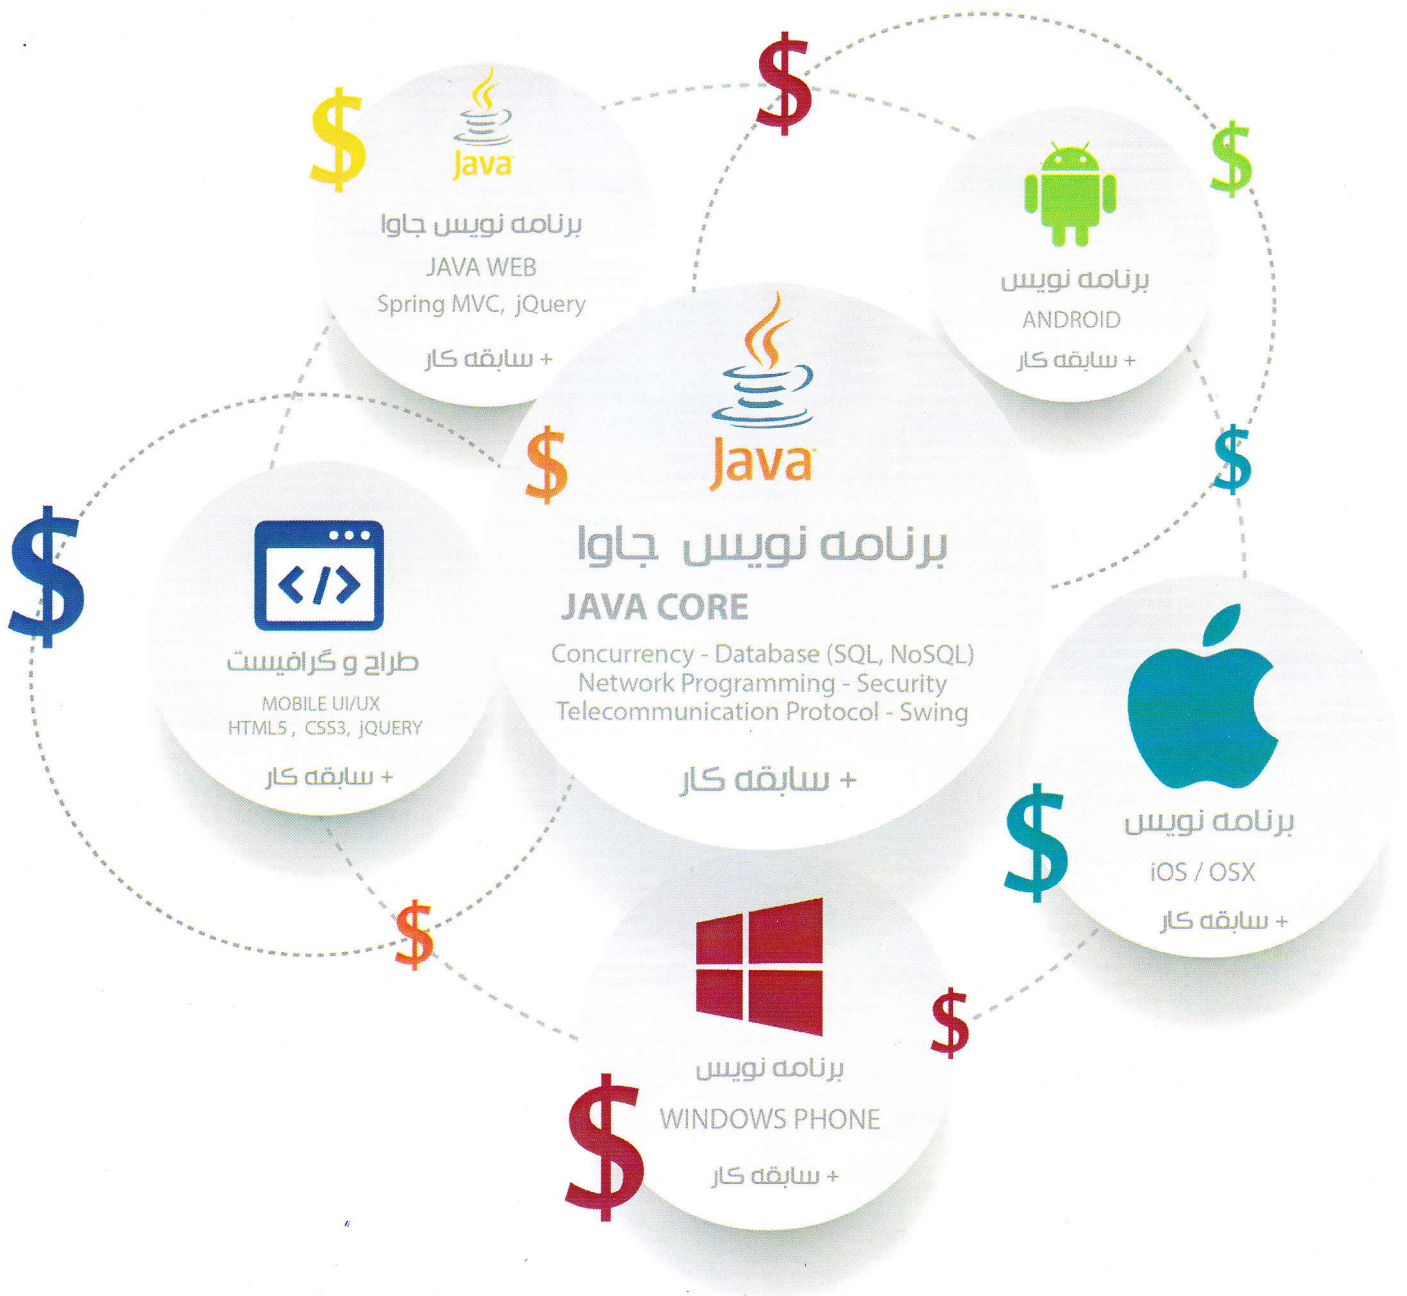 Java
برنامه نویس جاوا
JAVA WEB
Spring MVC, jQuery
+ سابقه کار
برنامه نویس
ANDROID
+ سابقه کار
Java
برنامه نویس جاوا
JAVA CORE
Concurrency - Database (SQL, NoSQL)
Network Programming - Security
Telecommunication Protocol - Swing
+ سابقه کار
</>
طراح و گرافیست
MOBILE UI/UX
HTML5 , CSS3, jQUERY
+ سابقه کار
برنامه نویس
iOS / OSX
+ سابقه کار
برنامه نویس
WINDOWS PHONE
+ سابقه کار
$
$
$
$
$
$
$
$
$
$